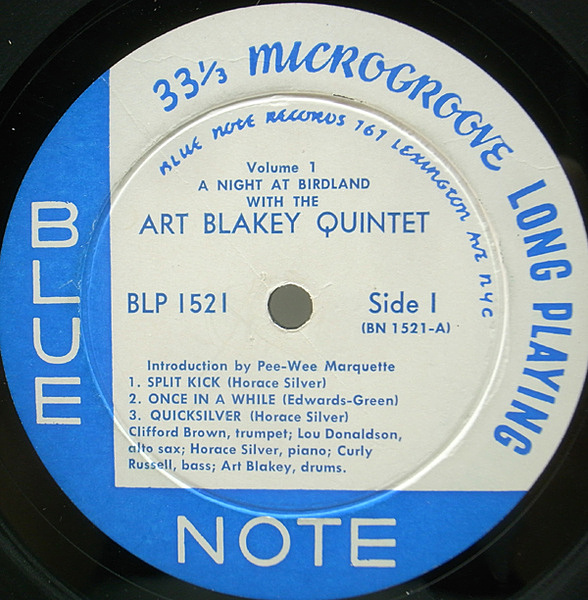 33⅓ MICROGROOVE LONG PLAYING
BLUE NOTE RECORDS 767 LEXINGTON AVE NYC
Volume 1
A NIGHT AT BIRDLAND
WITH THE
ART BLAKEY QUINTET
BLP 1521
Side 1
(BN 1521-A)
Introduction by Pee-Wee Marquette
1. SPLIT KICK (Horace Silver)
2. ONCE IN A WHILE (Edwards-Green)
3. QUICKSILVER (Horace Silver)
Clifford Brown, trumpet; Lou Donaldson,
alto sax; Horace Silver, piano; Curly
Russell, bass; Art Blakey, drums.
BLUE
NOTE